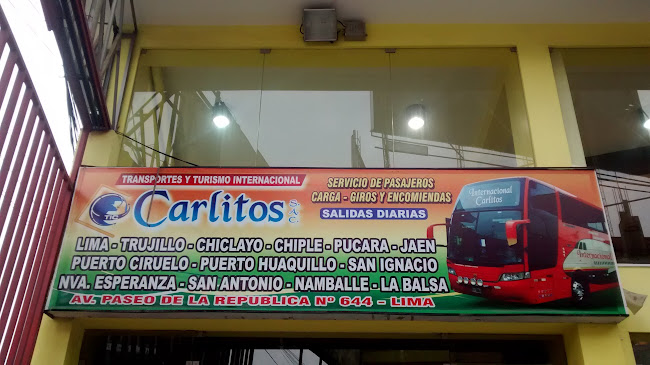 TRANSPORTES Y TURISMO INTERNACIONAL
Carlitos SAC
SERVICIO DE PASAJEROS
CARGA - GIROS Y ENCOMIENDAS
SALIDAS DIARIAS
LIMA - TRUJILLO - CHICLAYO - CHIPLE - PUCARA - JAEN
PUERTO CIRUELO - PUERTO HUAQUILLO - SAN IGNACIO
NVA. ESPERANZA - SAN ANTONIO - NAMBALLE - LA BALSA
AV. PASEO DE LA REPUBLICA Nº 644 - LIMA
Internacional
Carlitos
Internacional